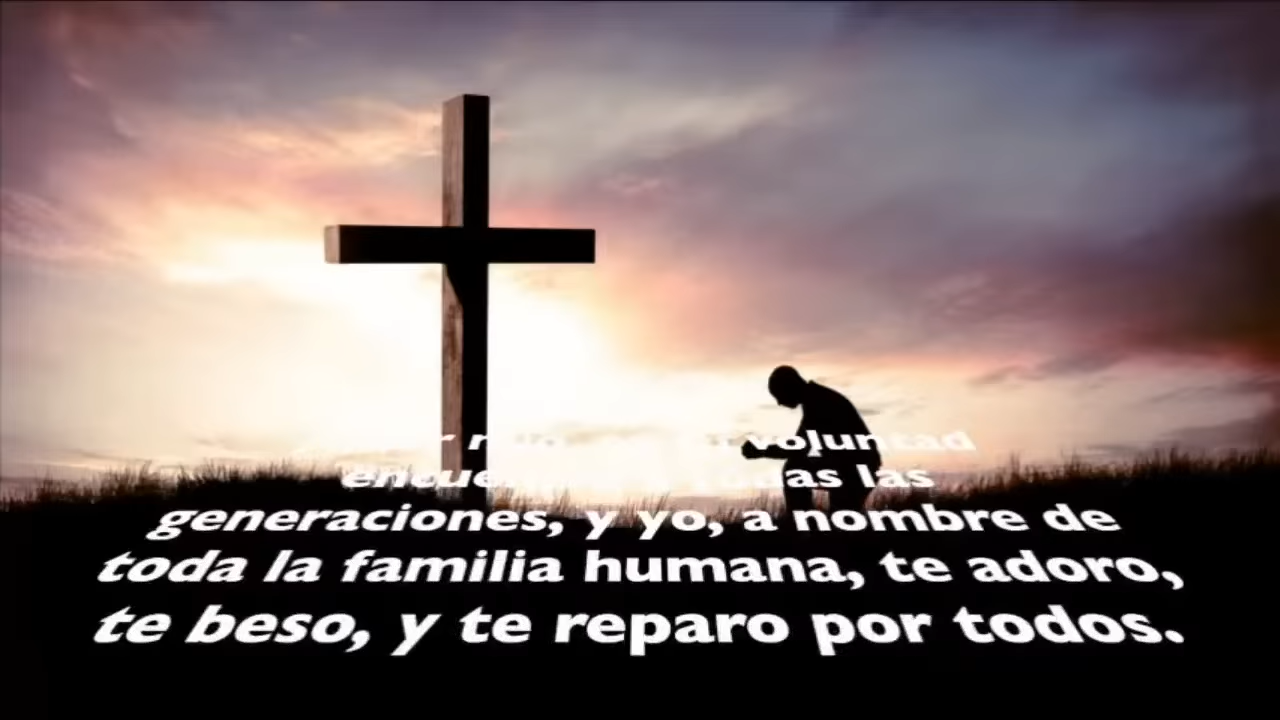 voluntad
las
generaciones, y yo, a nombre de
toda la familia humana, te adoro,
te beso, y te reparo por todos.